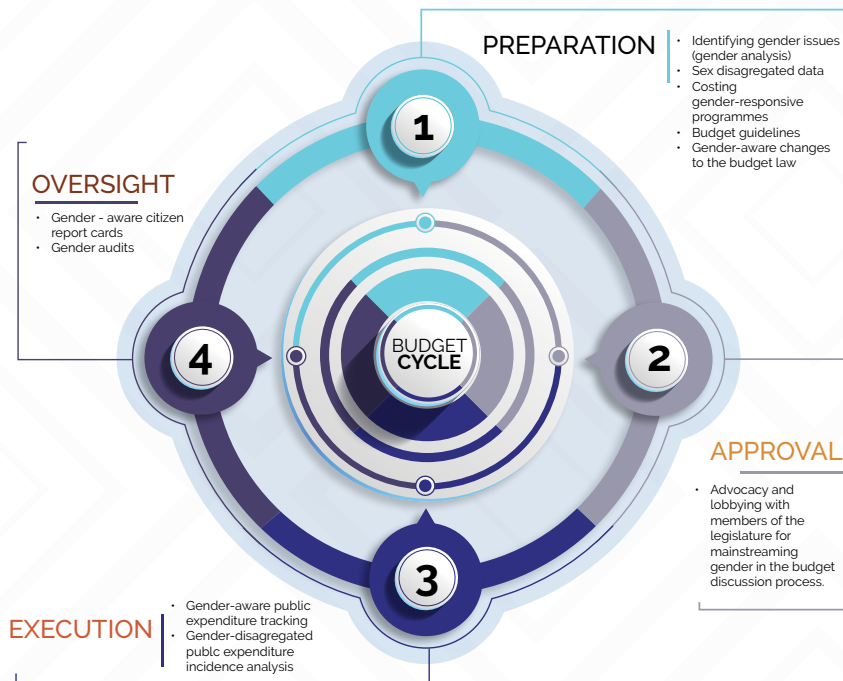 PREPARATION
• Identifying gender issues
(gender analysis)
• Sex disagregated data
• Costing
gender-responsive
programmes
• Budget guidelines
• Gender-aware changes
to the budget law
1
OVERSIGHT
• Gender - aware citizen
report cards
• Gender audits
BUDGET
CYCLE
4
2
APPROVAL
• Advocacy and
lobbying with
members of the
legislature for
mainstreaming
gender in the budget
discussion process.
3
EXECUTION
• Gender-aware public
expenditure tracking
• Gender-disagregated
publc expenditure
incidence analysis